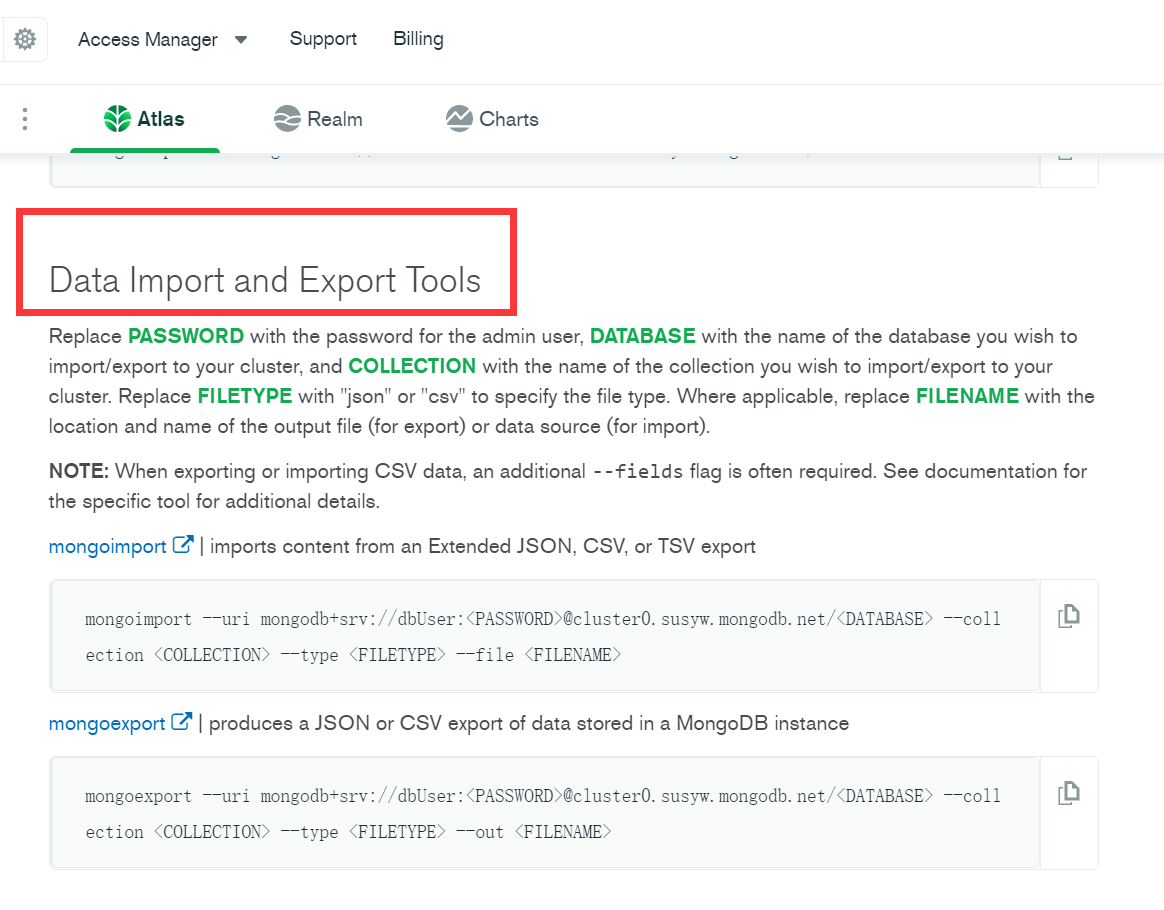 Access Manager Support Billing
Atlas Realm Charts
Data Import and Export Tools
Replace PASSWORD with the password for the admin user, DATABASE with the name of the database you wish to
import/export to your cluster, and COLLECTION with the name of the collection you wish to import/export to your
cluster. Replace FILETYPE with "json" or "csv" to specify the file type. Where applicable, replace FILENAME with the
location and name of the output file (for export) or data source (for import).
NOTE: When exporting or importing CSV data, an additional --fields flag is often required. See documentation for
the specific tool for additional details.
mongoimport | imports content from an Extended JSON, CSV, or TSV export
mongoimport --uri mongodb+srv://dbUser:<PASSWORD>@cluster0.susyw.mongodb.net/<DATABASE> --coll
ection <COLLECTION> --type <FILETYPE> --file <FILENAME>
mongoexport | produces a JSON or CSV export of data stored in a MongoDB instance
mongoexport --uri mongodb+srv://dbUser:<PASSWORD>@cluster0.susyw.mongodb.net/<DATABASE> --coll
ection <COLLECTION> --type <FILETYPE> --out <FILENAME>